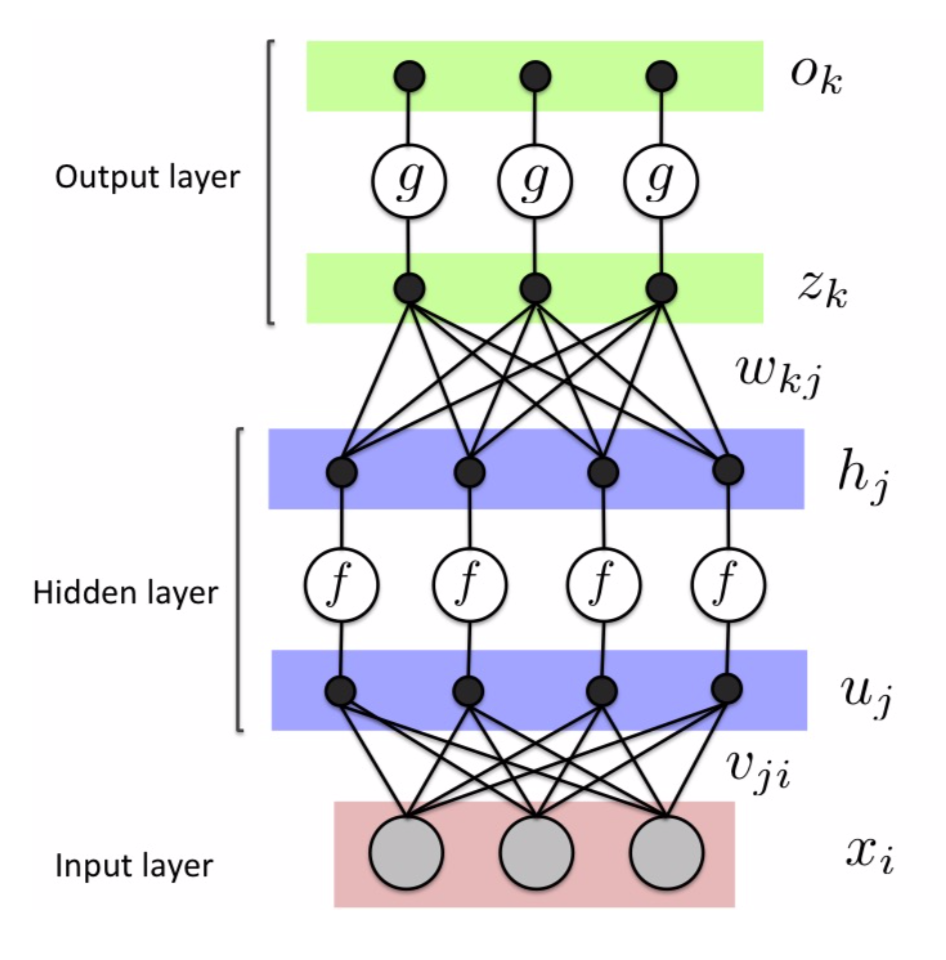 o_k
Output layer
g g g
z_k
w_{kj}
h_j
Hidden layer
f f f f
u_j
v_{ji}
Input layer
x_i